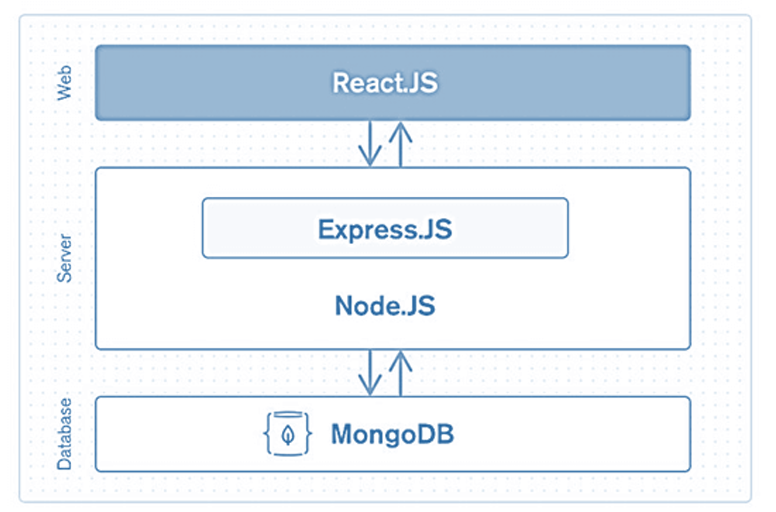 Web
React.JS
Server
Express.JS
Node.JS
Database
MongoDB